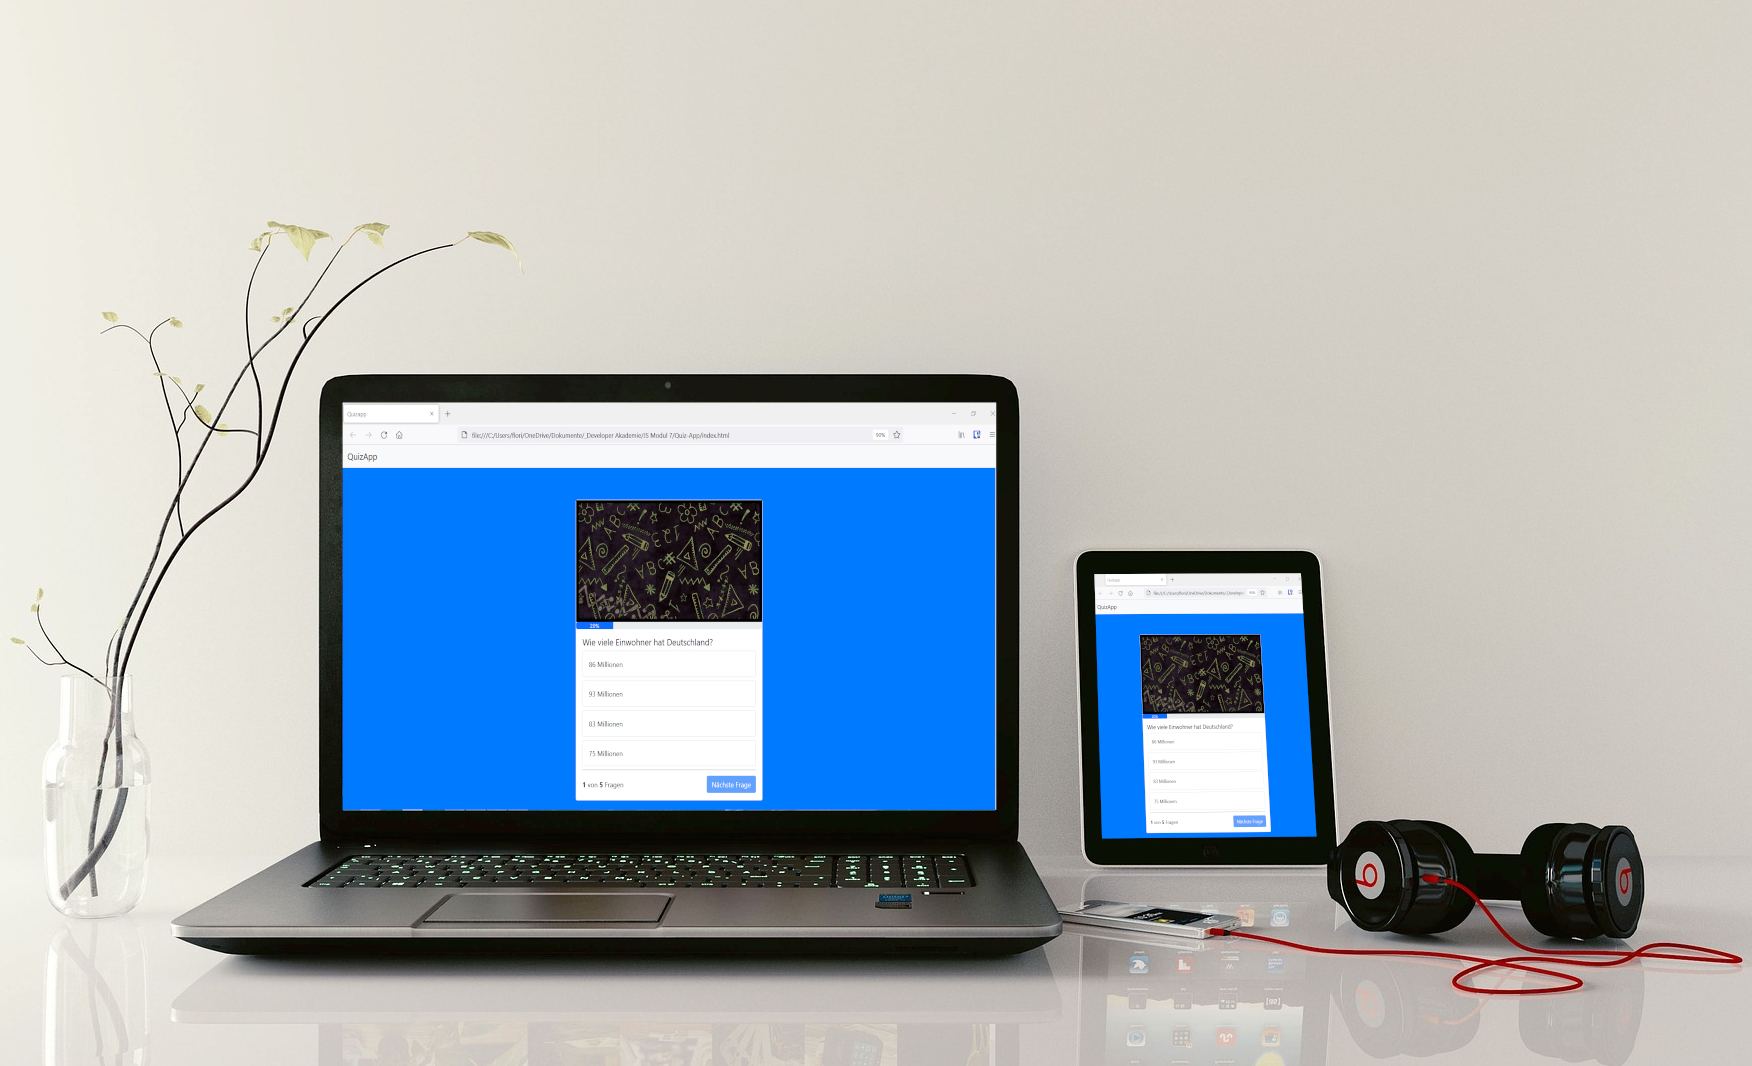 Quizapp
file:///C:/Users/flori/OneDrive/Dokumente/_Developer Akademie/JS Modul 7/Quiz-App/index.html
90%
QuizApp
20%
Wie viele Einwohner hat Deutschland?
86 Millionen
93 Millionen
83 Millionen
75 Millionen
1 von 5 Fragen
Nächste Frage
QuizApp
20%
Wie viele Einwohner hat Deutschland?
86 Millionen
93 Millionen
83 Millionen
75 Millionen
1 von 5 Fragen
Nächste Frage